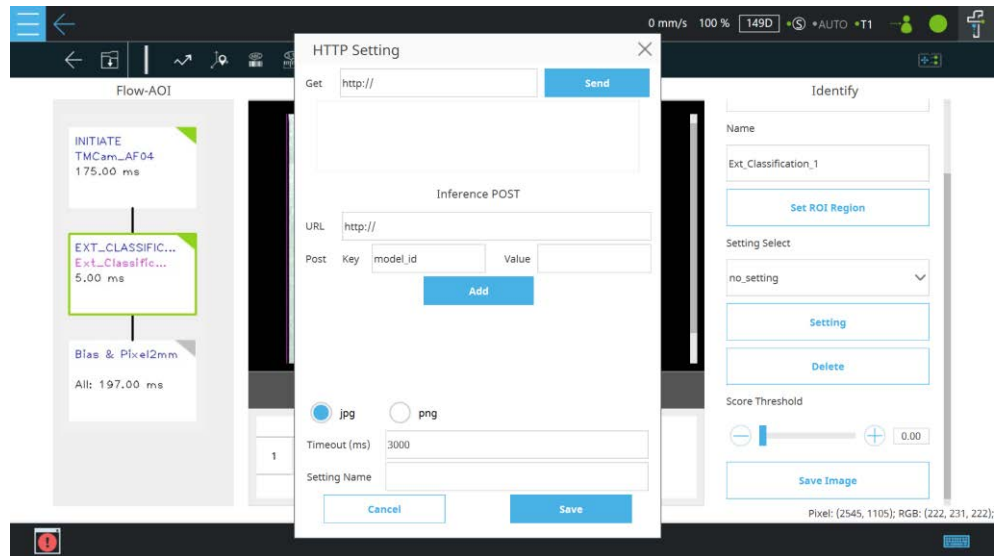 0 mm/s 100 % 149D •Ⓢ •AUTO •T1
HTTP Setting
Get http:// Send
Inference POST
URL http://
Post Key model_id Value
Add
jpg png
Timeout (ms) 3000
Setting Name
Cancel Save
Flow-AOI
INITIATE
TMCam_AF04
175.00 ms
EXT_CLASSIFIC...
Ext_Classific...
5.00 ms
Bias & Pixel2mm
All: 197.00 ms
1
Identify
Name
Ext_Classification_1
Set ROI Region
Setting Select
no_setting
Setting
Delete
Score Threshold
0.00
Save Image
Pixel: (2545, 1105); RGB: (222, 231, 222);